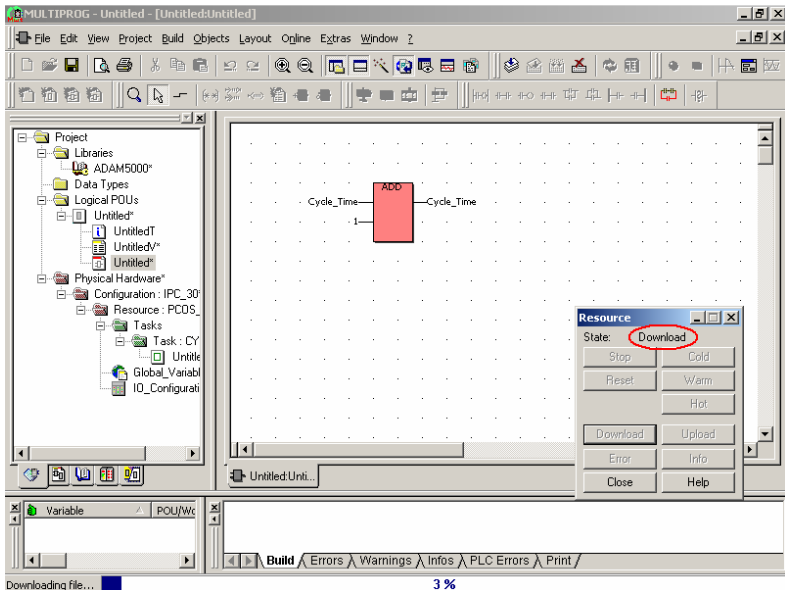 MULTIPROG - Untitled - [Untitled:Untitled]
File Edit View Project Build Objects Layout Online Extras Window ?
Project
Libraries
ADAM5000*
Data Types
Logical POUs
Untitled*
UntitledT
UntitledV*
Untitled*
Physical Hardware*
Configuration : IPC_30
Resource : PCOS_
Tasks
Task : CY
Untitle
Global_Variabl
IO_Configurati
ADD
Cycle_Time
Cycle_Time
1
Untitled:Unti...
Resource
State: Download
Stop Cold
Reset Warm
Hot
Download Upload
Error Info
Close Help
Variable POU/Wo
Build Errors Warnings Infos PLC Errors Print
Downloading file... 3 %